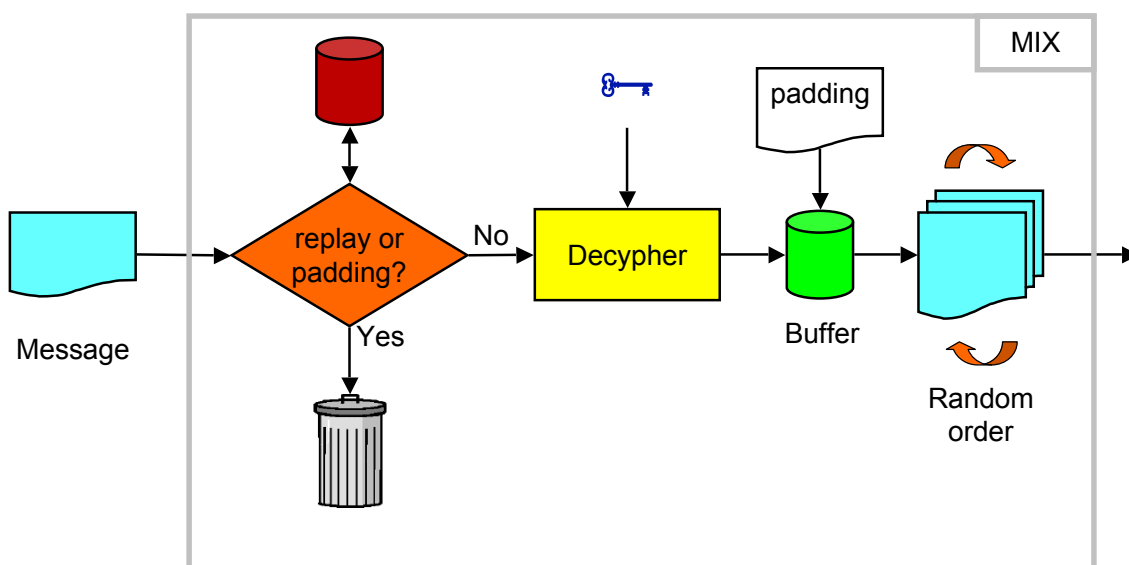 MIX
padding
replay or
padding?
No
Decypher
Message
Yes
Buffer
Random
order